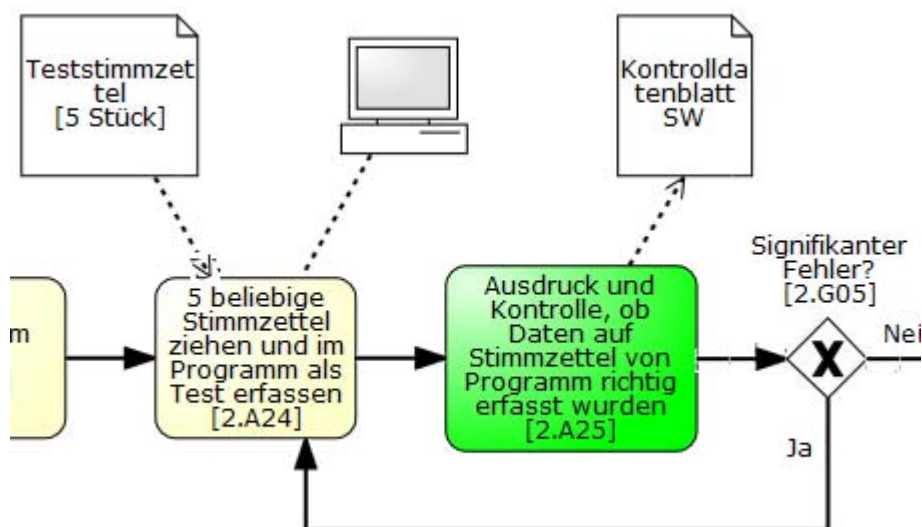 Teststimmzet
tel
[5 Stück]
Kontrollda
tenblatt
SW
Signifikanter
Fehler?
[2.G05]
m
5 beliebige
Stimmzettel
ziehen und im
Programm als
Test erfassen
[2.A24]
Ausdruck und
Kontrolle, ob
Daten auf
Stimmzettel von
Programm richtig
erfasst wurden
[2.A25]
X
Nei
Ja